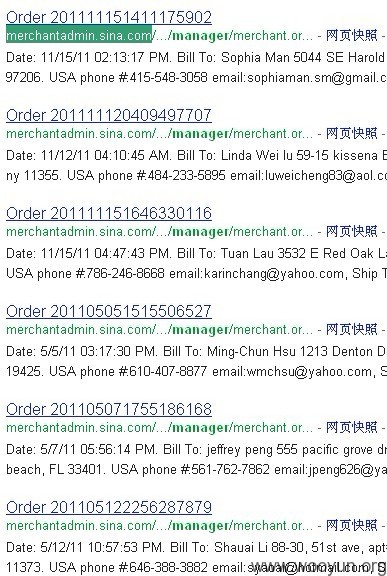 Order 201111151411175902
merchantadmin.sina.com/.../manager/merchant.or... - 网页快照 -
Date: 11/15/11 02:13:17 PM. Bill To: Sophia Man 5044 SE Harold
97206. USA phone #:415-548-3058 email:sophiaman.sm@gmail.c
Order 201111120409497707
merchantadmin.sina.com/.../manager/merchant.or... - 网页快照 -
Date: 11/12/11 04:10:45 AM. Bill To: Linda Wei lu 59-15 kissena B
ny 11355. USA phone #:484-233-5895 email:luweicheng83@aol.co
Order 201111151646330116
merchantadmin.sina.com/.../manager/merchant.or... - 网页快照 -
Date: 11/15/11 04:47:43 PM. Bill To: Tuan Lau 3532 E Red Oak La
USA phone #:786-246-8668 email:karinchang@yahoo.com, Ship T
Order 201105051515506527
merchantadmin.sina.com/.../manager/merchant.or... - 网页快照 -
Date: 5/5/11 03:17:30 PM. Bill To: Ming-Chun Hsu 1213 Denton D
19425. USA phone #:610-407-8877 email:wmchsu@yahoo.com, S
Order 201105071755186168
merchantadmin.sina.com/.../manager/merchant.or... - 网页快照 -
Date: 5/7/11 05:56:14 PM. Bill To: jeffrey peng 555 pacific grove dr
beach, FL 33401. USA phone #:561-762-7862 email:jpeng626@ya
Order 201105122256287879
merchantadmin.sina.com/.../manager/merchant.or... - 网页快照 -
Date: 5/12/11 10:57:53 PM. Bill To: Shauai Li 88-30, 51st ave, apt
11373. USA phone #:646-388-3882
www.wooyun.org